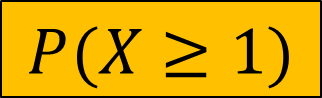 P(X ≥ 1)